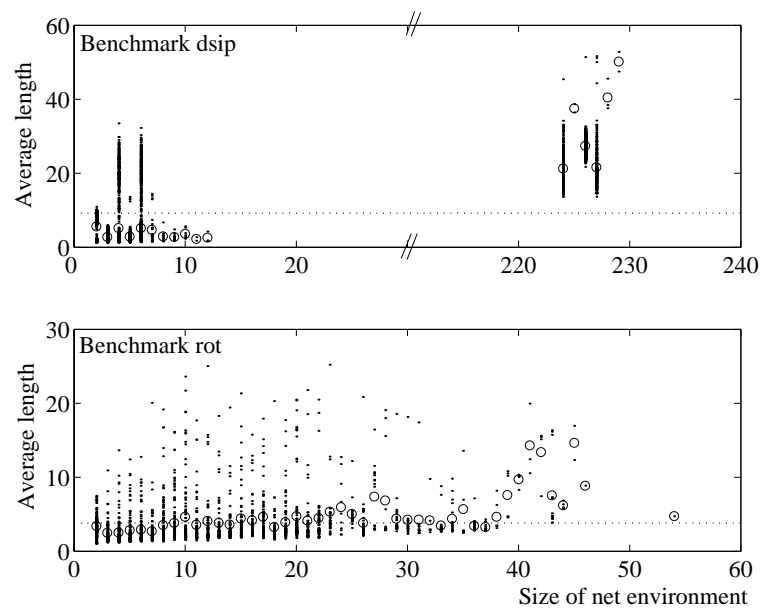 60
Benchmark dsip
40
Average length
20
0
0 10 20 220 230 240
30
Benchmark rot
20
Average length
10
0
0 10 20 30 40 50 60
Size of net environment